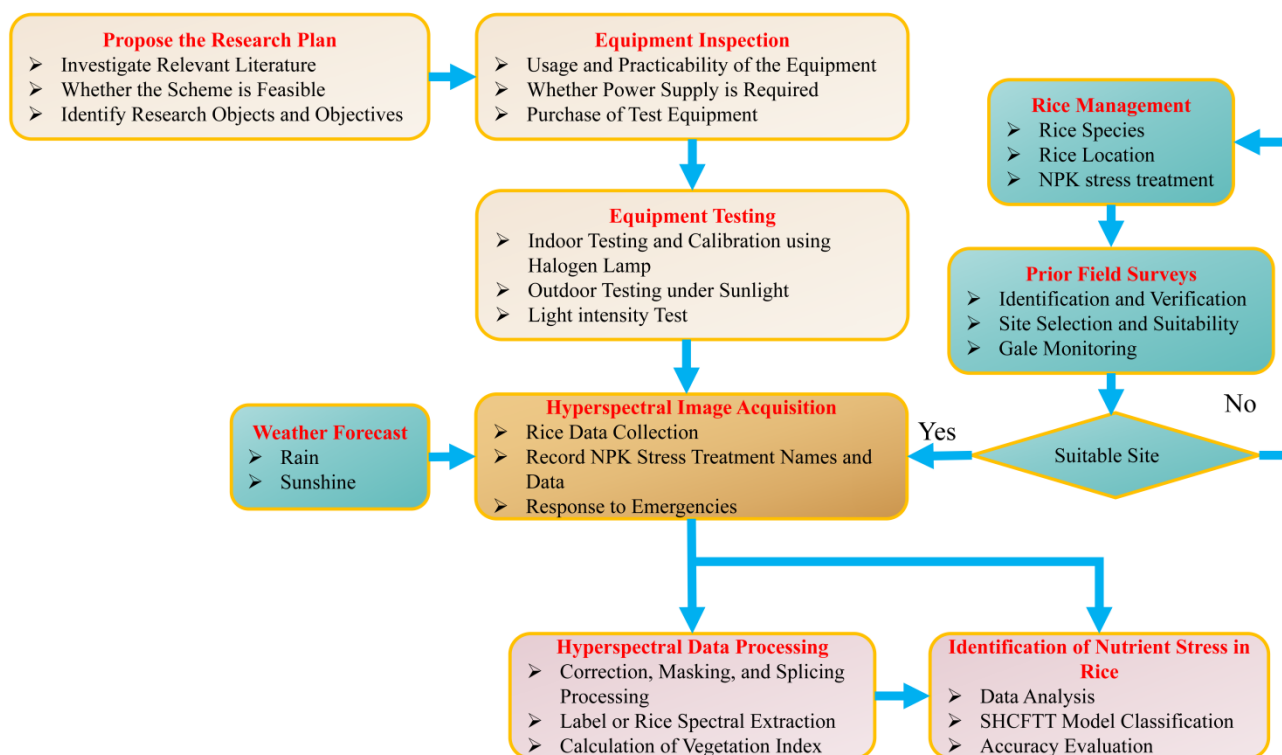 Propose the Research Plan
➢ Investigate Relevant Literature
➢ Whether the Scheme is Feasible
➢ Identify Research Objects and Objectives
Equipment Inspection
➢ Usage and Practicability of the Equipment
➢ Whether Power Supply is Required
➢ Purchase of Test Equipment
Equipment Testing
➢ Indoor Testing and Calibration using
Halogen Lamp
➢ Outdoor Testing under Sunlight
➢ Light intensity Test
Rice Management
➢ Rice Species
➢ Rice Location
➢ NPK stress treatment
Prior Field Surveys
➢ Identification and Verification
➢ Site Selection and Suitability
➢ Gale Monitoring
Suitable Site
No
Yes
Weather Forecast
➢ Rain
➢ Sunshine
Hyperspectral Image Acquisition
➢ Rice Data Collection
➢ Record NPK Stress Treatment Names and
Data
➢ Response to Emergencies
Hyperspectral Data Processing
➢ Correction, Masking, and Splicing
Processing
➢ Label or Rice Spectral Extraction
➢ Calculation of Vegetation Index
Identification of Nutrient Stress in
Rice
➢ Data Analysis
➢ SHCFTT Model Classification
➢ Accuracy Evaluation